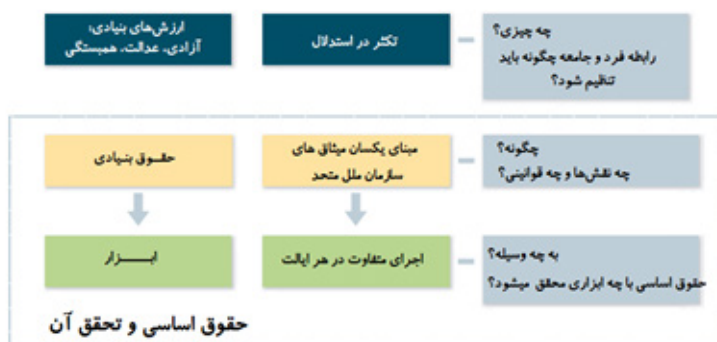 چه چیزی؟
رابطه فرد و جامعه چگونه باید
تنظیم شود؟
تکثر در استدلال
ارزش‌های بنیادی:
آزادی، عدالت، همبستگی
چگونه؟
چه نقش‌ها و چه قوانینی؟
مبنای یکسان میثاق های
سازمان ملل متحد
حقـوق بنیادی
به چه وسیله؟
حقوق اساسی با چه ابزاری محقق میشود؟
اجرای متفاوت در هر ایالت
ابـــزار
حقوق اساسی و تحقق آن